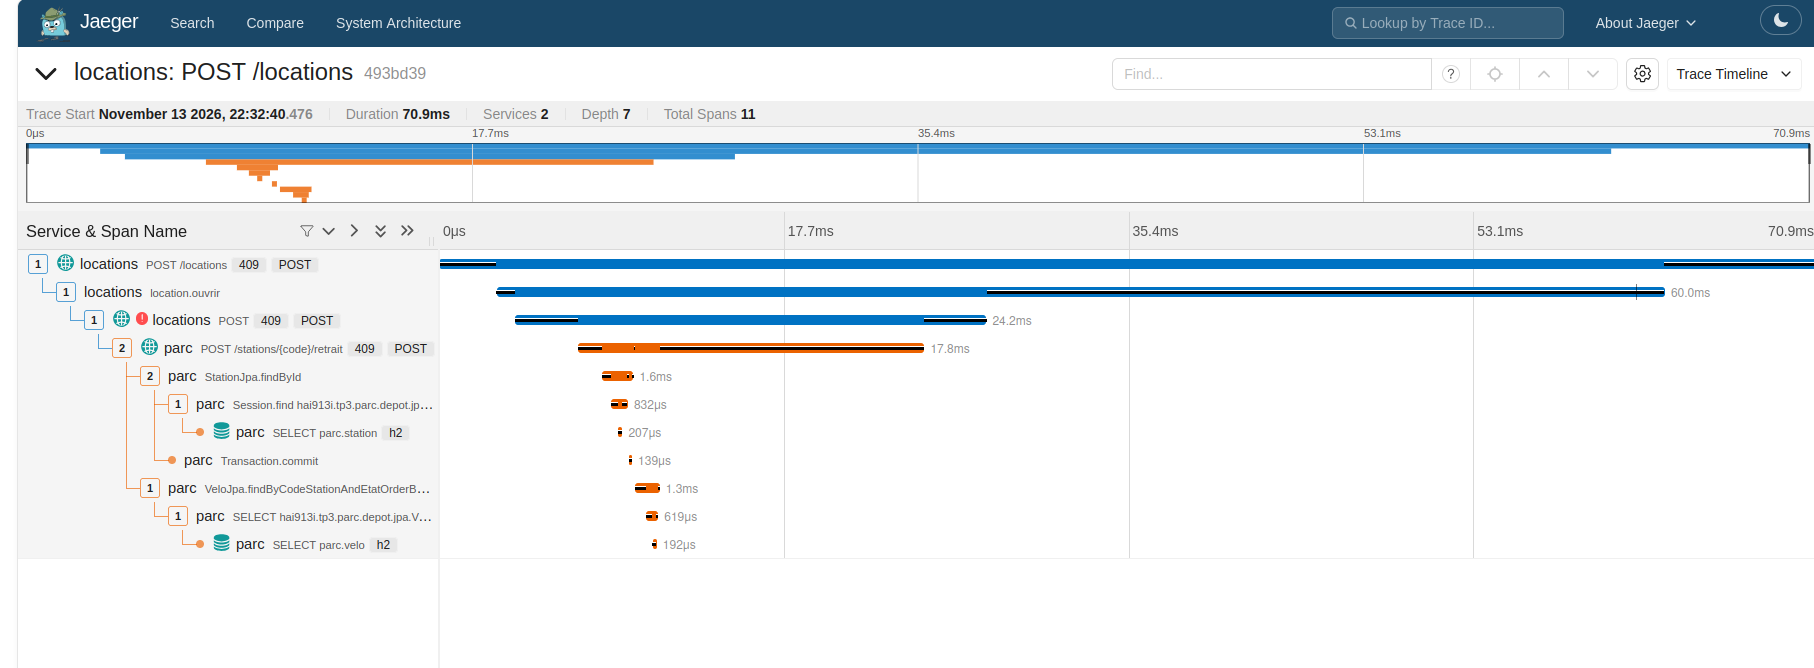 Jaeger Search Compare System Architecture Lookup by Trace ID... About Jaeger
locations: POST /locations 493bd39 Find... ? Trace Timeline
Trace Start November 13 2026, 22:32:40.476 Duration 70.9ms Services 2 Depth 7 Total Spans 11
0μs 17.7ms 35.4ms 53.1ms 70.9ms
Service & Span Name 0μs 17.7ms 35.4ms 53.1ms 70.9ms
1 locations POST /locations 409 POST
1 locations location.ouvrir 60.0ms
1 ! locations POST 409 POST 24.2ms
2 parc POST /stations/{code}/retrait 409 POST 17.8ms
2 parc StationJpa.findById 1.6ms
1 parc Session.find hai913i.tp3.parc.depot.jp... 832μs
parc SELECT parc.station h2 207μs
parc Transaction.commit 139μs
1 parc VeloJpa.findByCodeStationAndEtatOrderB... 1.3ms
1 parc SELECT hai913i.tp3.parc.depot.jpa.V... 619μs
parc SELECT parc.velo h2 192μs